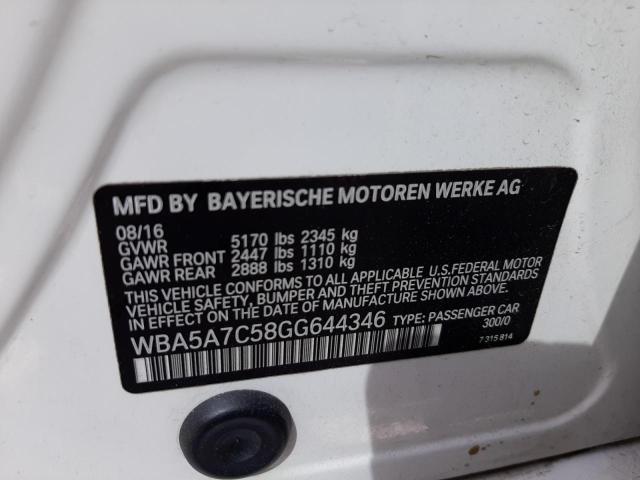 MFD BY BAYERISCHE MOTOREN WERKE AG
08/16
GVWR 5170 lbs 2345 kg
GAWR FRONT 2447 lbs 1110 kg
GAWR REAR 2888 lbs 1310 kg
THIS VEHICLE CONFORMS TO ALL APPLICABLE U.S.FEDERAL MOTOR
VEHICLE SAFETY, BUMPER AND THEFT PREVENTION STANDARDS
IN EFFECT ON THE DATE OF MANUFACTURE SHOWN ABOVE.
WBA5A7C58GG644346 TYPE: PASSENGER CAR
300/0
7 315 814